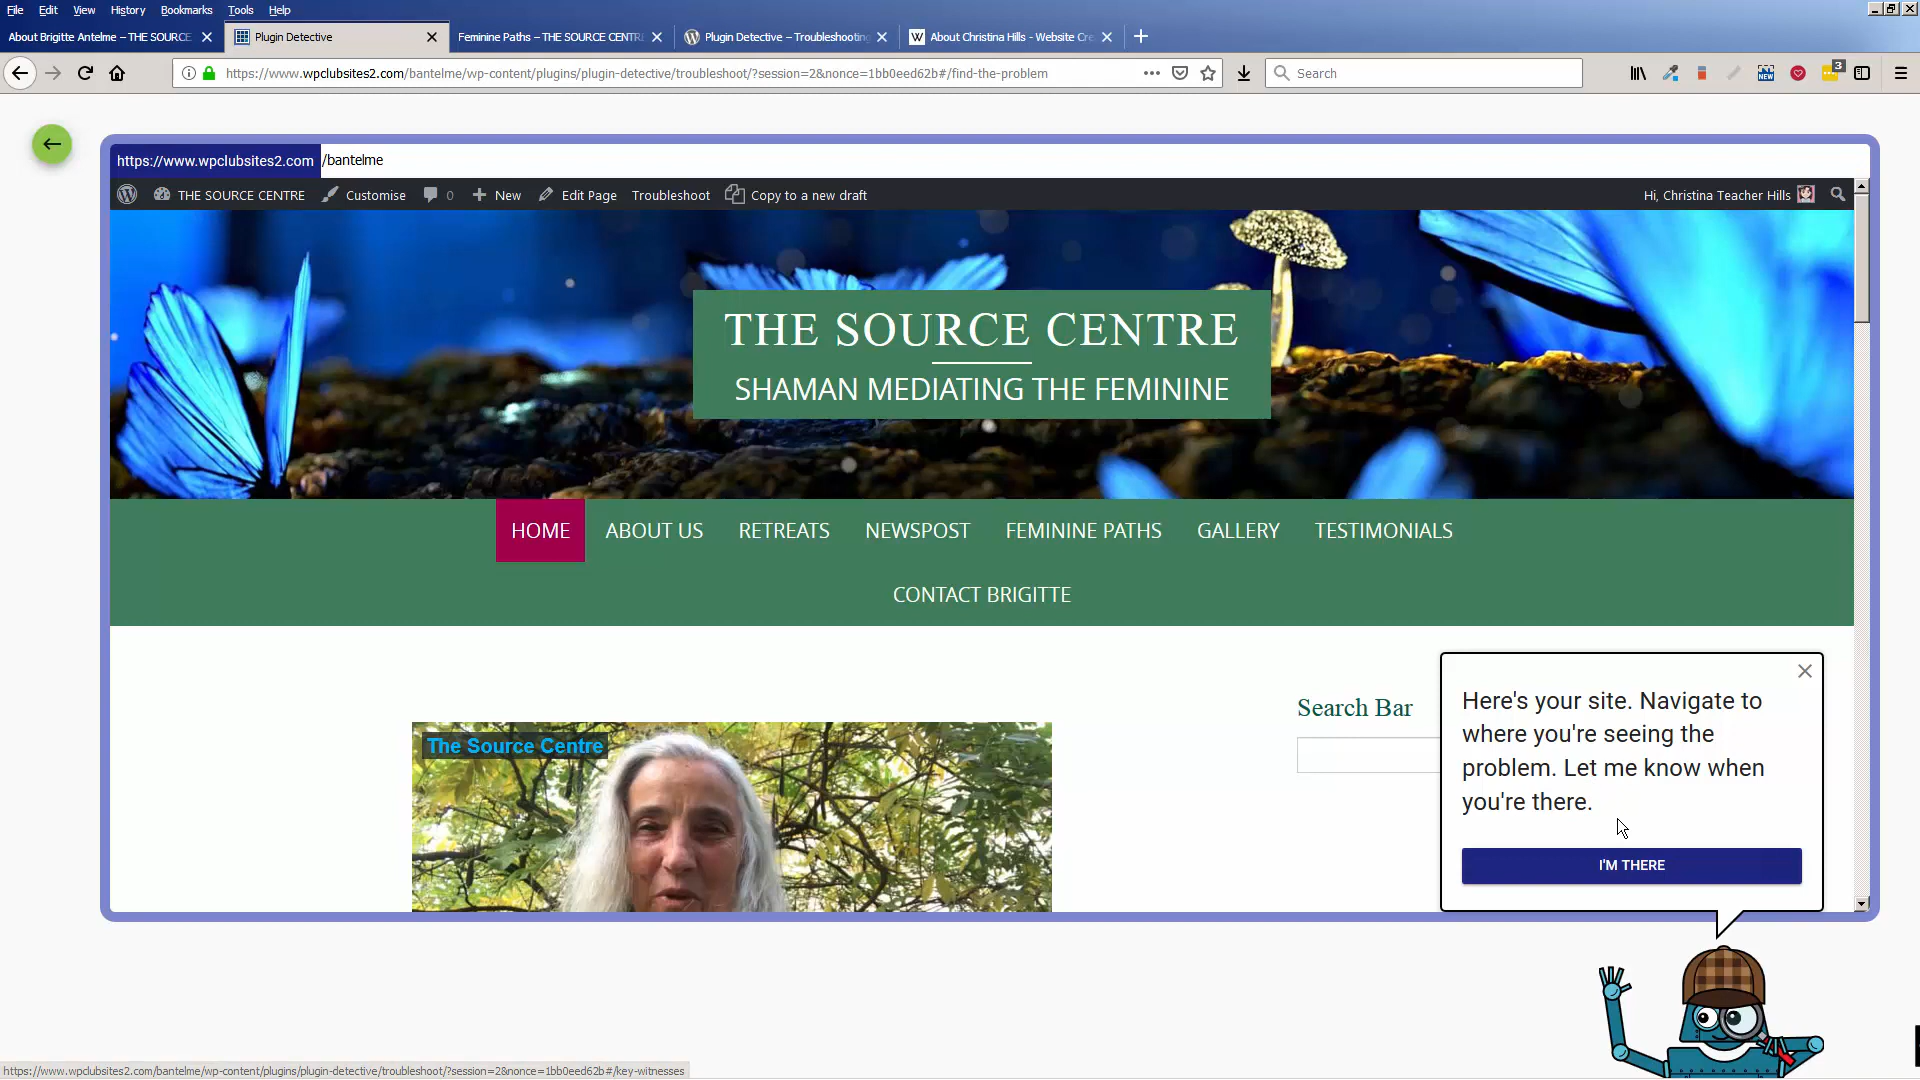 File Edit View History Bookmarks Tools Help
About Brigitte Antelme – THE SOURCE
Plugin Detective
Feminine Paths – THE SOURCE CENTRE
Plugin Detective – Troubleshooting
About Christina Hills - Website Cre
https://www.wpclubsites2.com/bantelme/wp-content/plugins/plugin-detective/troubleshoot/?session=2&nonce=1bb0eed62b#/find-the-problem
Search
NEW
3
https://www.wpclubsites2.com /bantelme
THE SOURCE CENTRE Customise 0 New Edit Page Troubleshoot Copy to a new draft Hi, Christina Teacher Hills
THE SOURCE CENTRE
SHAMAN MEDIATING THE FEMININE
HOME ABOUT US RETREATS NEWSPOST FEMININE PATHS GALLERY TESTIMONIALS
CONTACT BRIGITTE
The Source Centre
Search Bar
Here's your site. Navigate to
where you're seeing the
problem. Let me know when
you're there.
I'M THERE
https://www.wpclubsites2.com/bantelme/wp-content/plugins/plugin-detective/troubleshoot/?session=2&nonce=1bb0eed62b#/key-witnesses